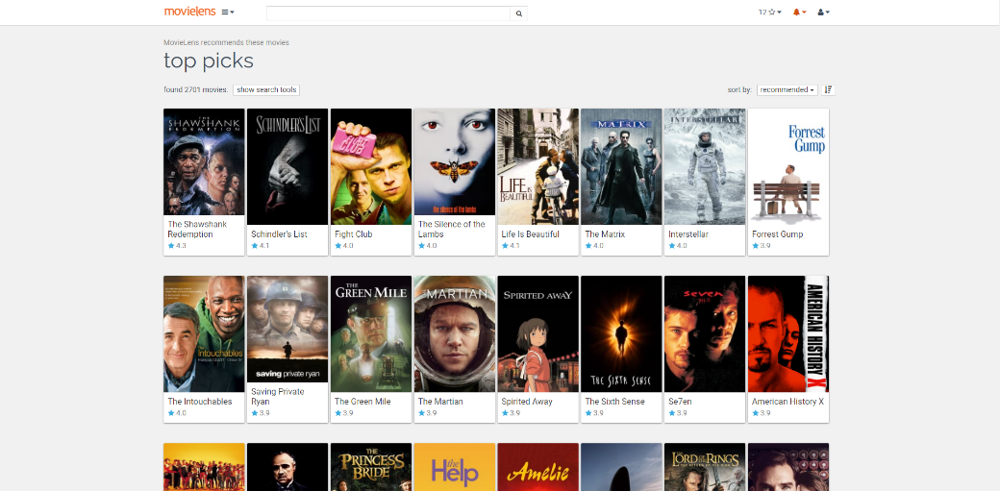 movielens
12
MovieLens recommends these movies
top picks
found 2701 movies.
show search tools
sort by:
recommended
THE
SHAWSHANK
REDEMPTION
SCHINDLER'S LIST
FIGHT
CLUB
the silence of the lambs
LIFE IS
BEAUTIFUL
MATRIX
INTERSTELLAR
Forrest
Gump
The Shawshank
Redemption
4.3
Schindler's List
4.1
Fight Club
4.0
The Silence of the
Lambs
4.0
Life Is Beautiful
4.1
The Matrix
4.0
Interstellar
4.0
Forrest Gump
3.9
Intouchables
saving private ryan
THE
GREEN MILE
MARTIAN
SPIRITED AWAY
THE SIXTH SENSE
SEVEN
AMERICAN HISTORY X
The Intouchables
4.0
Saving Private
Ryan
3.9
The Green Mile
3.9
The Martian
3.9
Spirited Away
3.9
The Sixth Sense
3.9
Se7en
3.9
American History X
3.9
THE
PRINCESS
BRIDE
the
Help
Amelie
THE
LORD OF THE RINGS